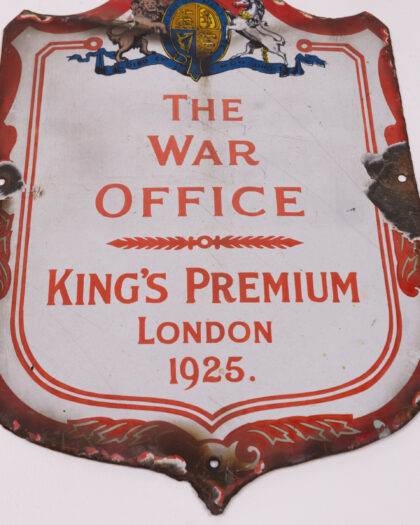 THE
WAR
OFFICE
KING'S PREMIUM
LONDON
1925.